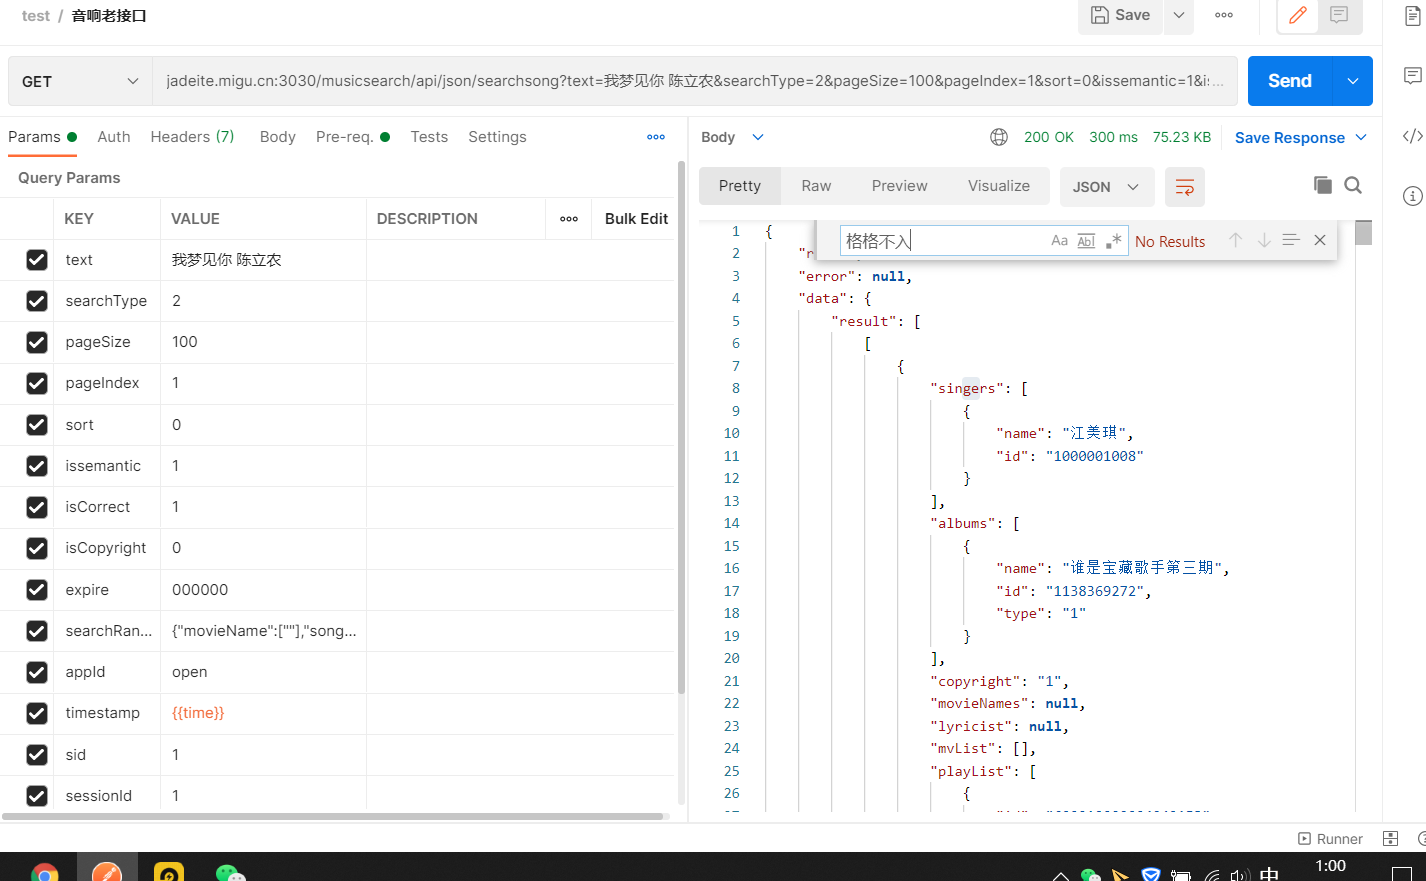 test / 音响老接口
Save
GET
jadeite.migu.cn:3030/musicsearch/api/json/searchsong?text=我梦见你 陈立农&searchType=2&pageSize=100&pageIndex=1&sort=0&issemantic=1&is...
Send
Params
Auth
Headers (7)
Body
Pre-req.
Tests
Settings
Body
200 OK
300 ms
75.23 KB
Save Response
Query Params
Pretty
Raw
Preview
Visualize
JSON
KEY
VALUE
DESCRIPTION
Bulk Edit
text
我梦见你 陈立农
searchType
2
pageSize
100
pageIndex
1
sort
0
issemantic
1
isCorrect
1
isCopyright
0
expire
000000
searchRan...
{"movieName":[""],"song...
appId
open
timestamp
{{time}}
sid
1
sessionId
1
格格不入
Aa
Abl
.*
No Results
1 {
2 "r
3 "error": null,
4 "data": {
5 "result": [
6 [
7 {
8 "singers": [
9 {
10 "name": "江美琪",
11 "id": "1000001008"
12 }
13 ],
14 "albums": [
15 {
16 "name": "谁是宝藏歌手第三期",
17 "id": "1138369272",
18 "type": "1"
19 }
20 ],
21 "copyright": "1",
22 "movieNames": null,
23 "lyricist": null,
24 "mvList": [],
25 "playList": [
26 {
Runner
中
1:00